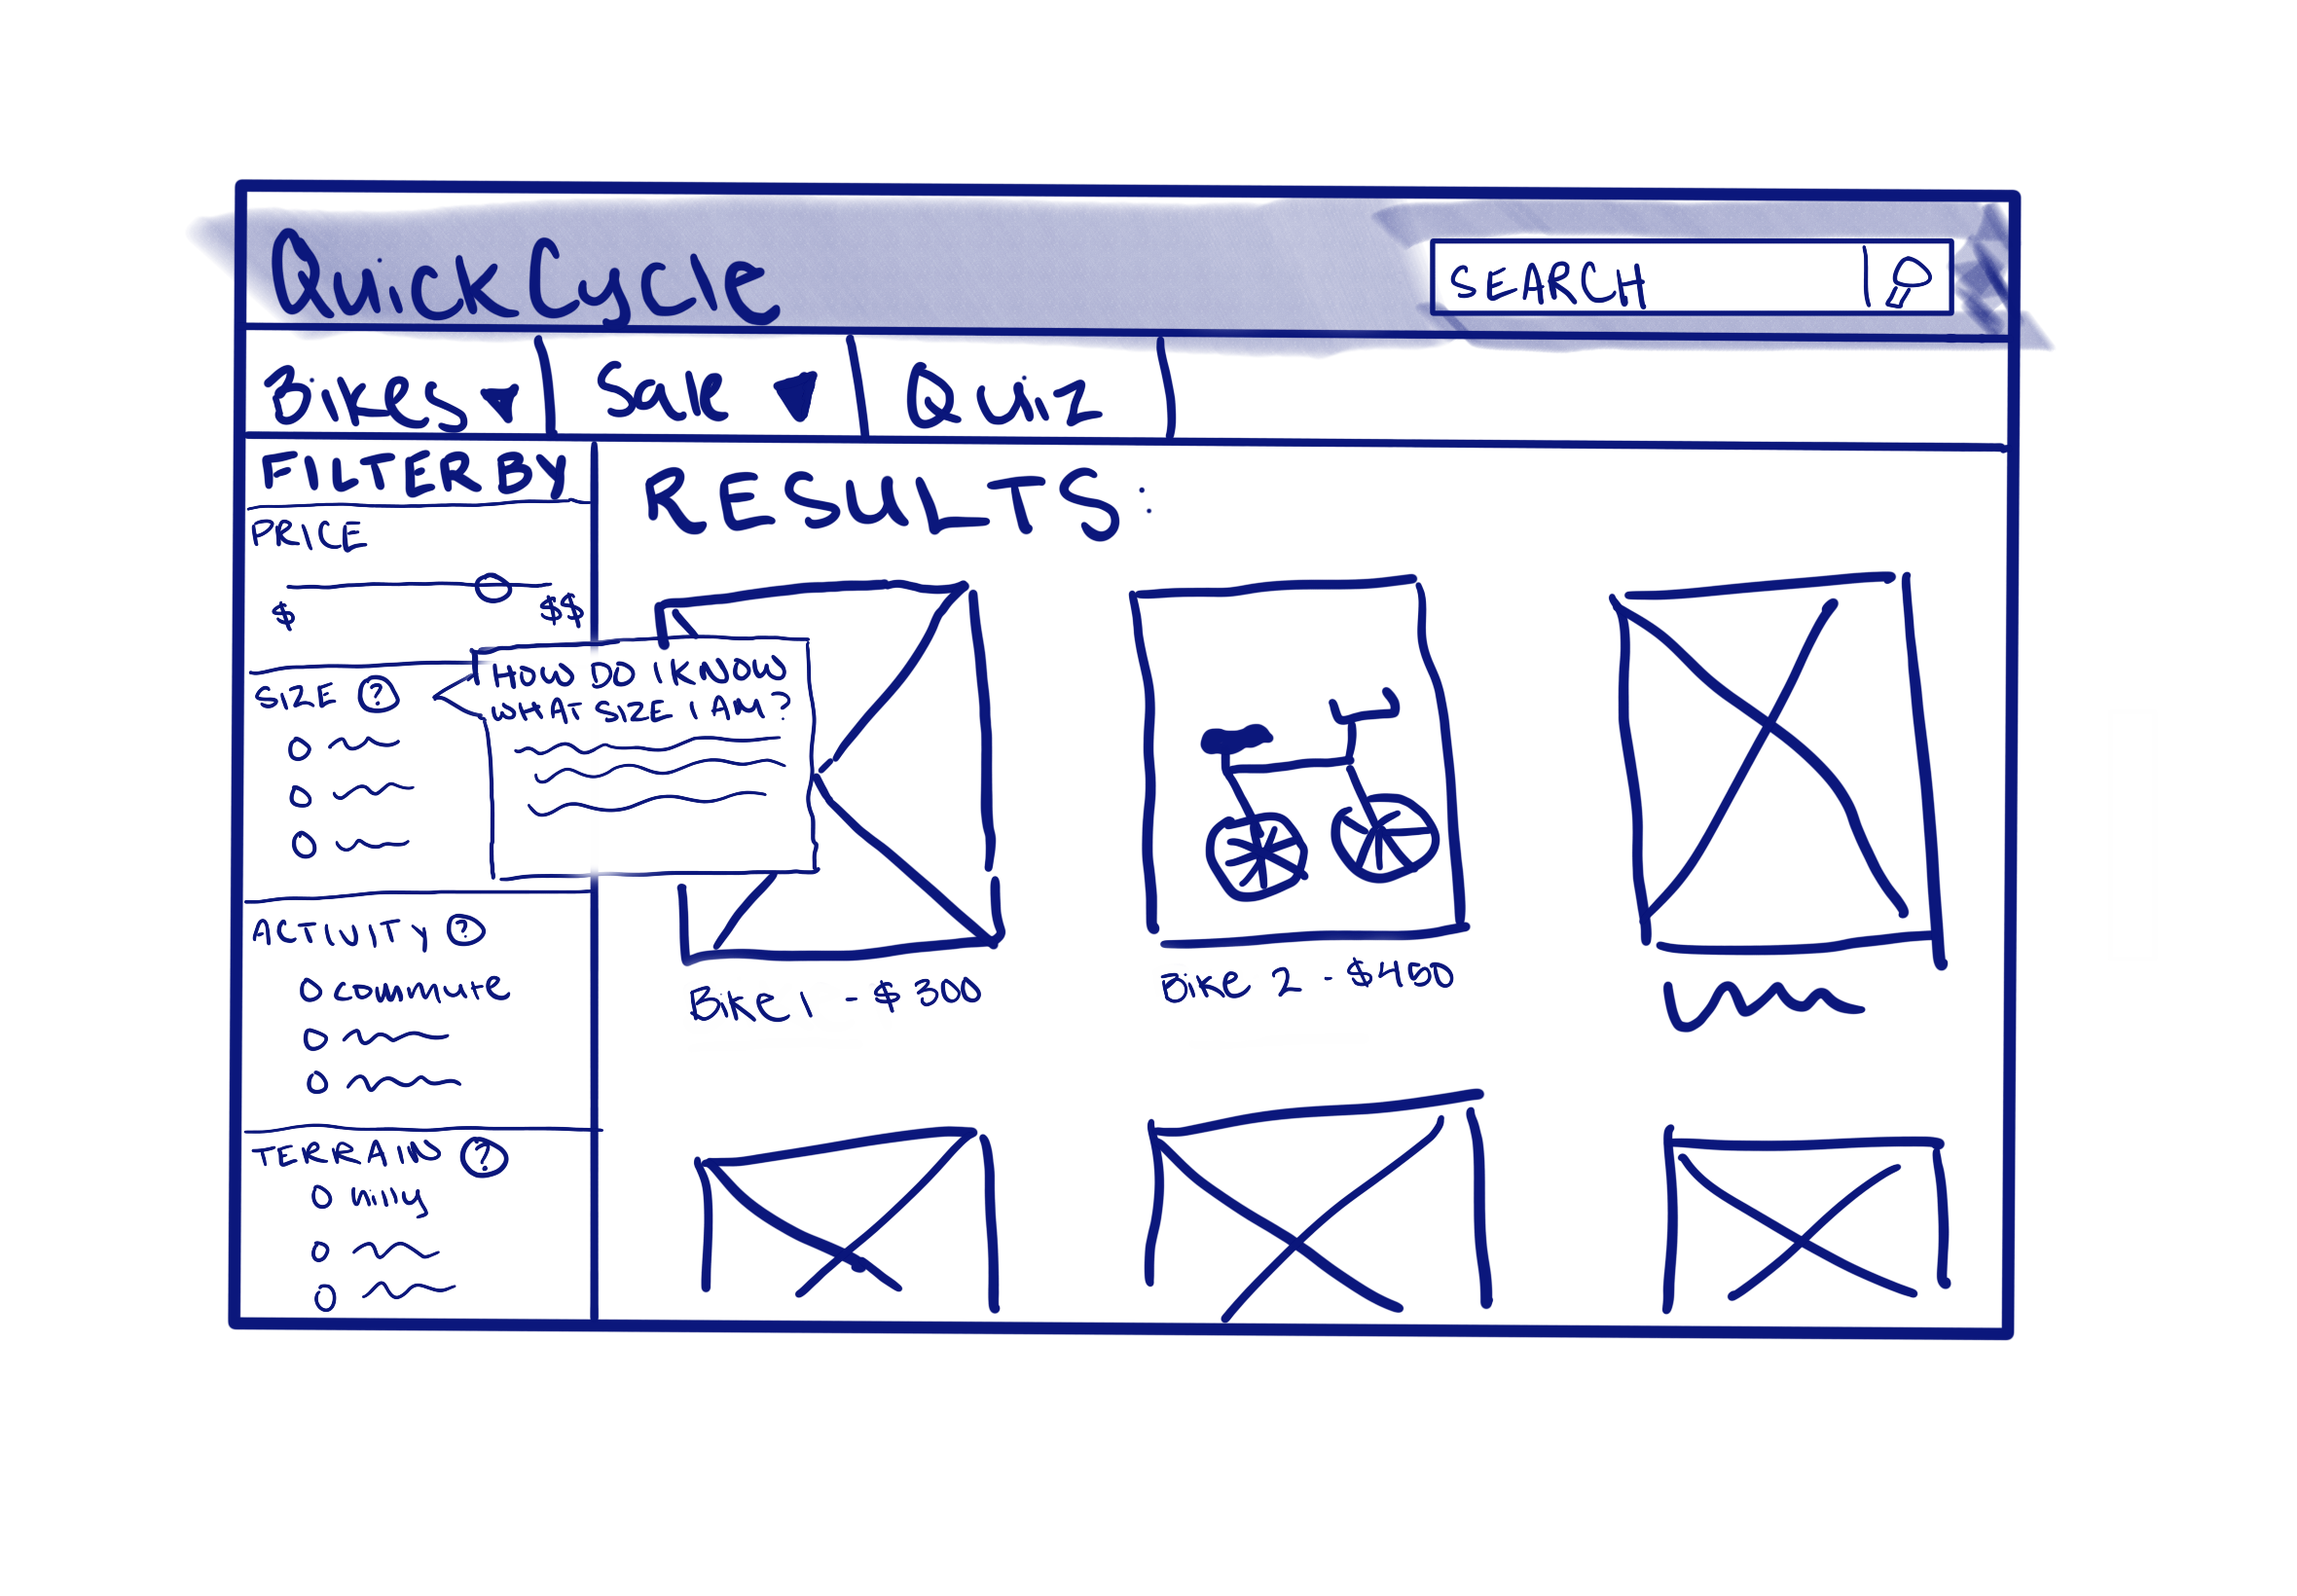 QuickCycle
SEARCH
Bikes
Sale
Quiz
FILTER BY
PRICE
$
$$
SIZE ?
HOW DO I KNOW
WHAT SIZE I AM?
ACTIVITY ?
commute
TERRAIN ?
hilly
RESULTS:
Bike 1 - $300
Bike 2 - $400